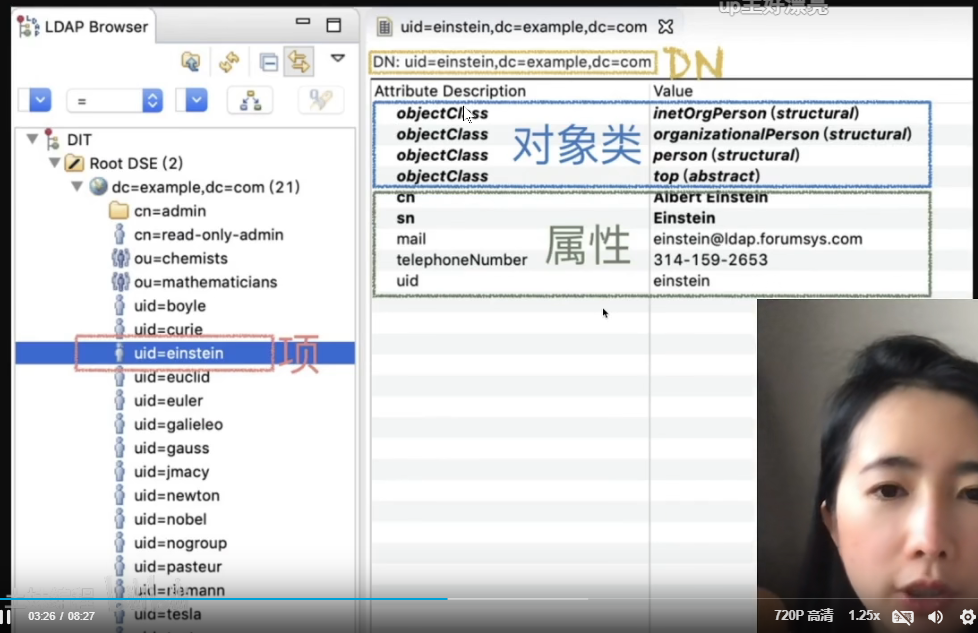 up主好漂亮
LDAP Browser
uid=einstein,dc=example,dc=com
DN: uid=einstein,dc=example,dc=com
DN
=
Attribute Description Value
objectClass inetOrgPerson (structural)
objectClass organizationalPerson (structural)
objectClass person (structural)
objectClass top (abstract)
对象类
cn Albert Einstein
sn Einstein
mail einstein@ldap.forumsys.com
telephoneNumber 314-159-2653
uid einstein
属性
DIT
Root DSE (2)
dc=example,dc=com (21)
cn=admin
cn=read-only-admin
ou=chemists
ou=mathematicians
uid=boyle
uid=curie
uid=einstein
项
uid=euclid
uid=euler
uid=galieleo
uid=gauss
uid=jmacy
uid=newton
uid=nobel
uid=nogroup
uid=pasteur
uid=riemann
uid=tesla
03:26 / 08:27
720P 高清
1.25x